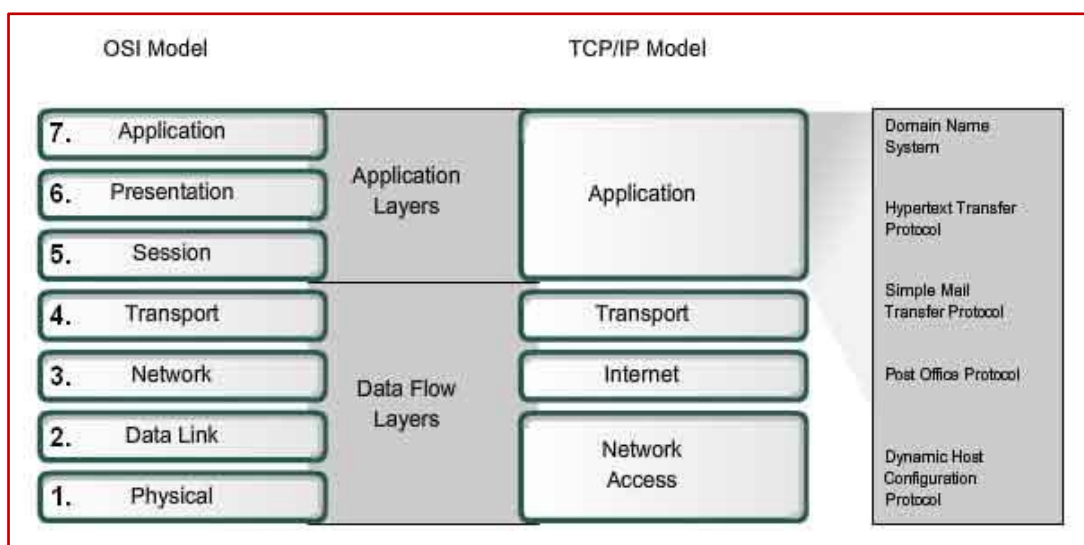 OSI Model
TCP/IP Model
7. Application
6. Presentation
5. Session
4. Transport
3. Network
2. Data Link
1. Physical
Application
Layers
Data Flow
Layers
Application
Transport
Internet
Network
Access
Domain Name
System
Hypertext Transfer
Protocol
Simple Mail
Transfer Protocol
Post Office Protocol
Dynamic Host
Configuration
Protocol